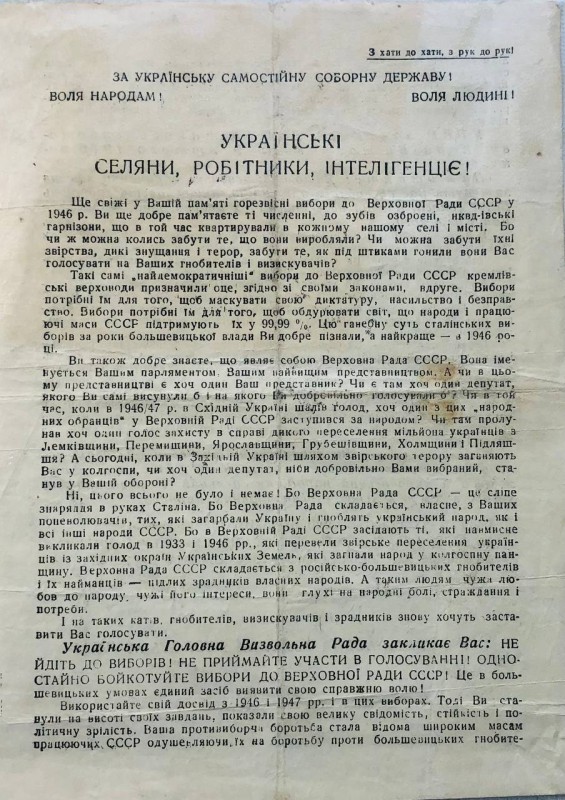 З хати до хати, з рук до рук!
ЗА УКРАЇНСЬКУ САМОСТІЙНУ СОБОРНУ ДЕРЖАВУ!
ВОЛЯ НАРОДАМ! ВОЛЯ ЛЮДИНІ!
УКРАЇНСЬКІ
СЕЛЯНИ, РОБІТНИКИ, ІНТЕЛІГЕНЦІЄ!
Ще свіжі у Вашій пам'яті горезвісні вибори до Верховної Ради СССР у
1946 р. Ви ще добре пам'ятаєте ті численні, до зубів озброєні, нквд-івські
гарнізони, що в той час квартирували в кожному нашому селі і місті. Бо
чи ж можна колись забути те, що вони виробляли? Чи можна забути їхні
звірства, дикі знущання і терор, забути те, як під штиками гонили вони Вас
голосувати на Ваших гнобителів і визискувачів?
Такі самі „найдемократичніші" вибори до Верховної Ради СССР кремлів-
ські верховоди призначили оце, згідно зі своїми законами, вдруге. Вибори
потрібні їм для того, щоб маскувати свою диктатуру, насильство і безправ-
ство. Вибори потрібні їм для того, щоб обдурювати світ, що народи і працю-
ючі маси СССР підтримують їх у 99,99 %. Цю ганебну суть сталінських ви-
борів за роки большевицької влади Ви добре пізнали, а найкраще — в 1946 ро-
ці.
Ви також добре знаєте, що являє собою Верховна Рада СССР. Вона іме-
нується Вашим парляментом, Вашим найвищим представництвом. А чи в цьо-
му представництві є хоч один Ваш представник? Чи є там хоч один депутат,
якого Ви самі висунули б і на якого Ви добровільно голосували б? Чи в той
час, коли в 1946/47 р. в Східній Україні шалів голод, хоч один з цих „народ-
них обранців" у Верховній Раді СССР заступився за народом? Чи там пролу-
нав хоч один голос захисту в справі дикого переселення мільйона українців з
Лемківщини, Перемищини, Ярославщини, Грубешівщини, Холмщини і Підляш-
шя? А сьогодні, коли в Західній Україні шляхом звірського терору заганяють
Вас у колгоспи, чи хоч один депутат, ніби добровільно Вами вибраний, ста-
нув у Вашій обороні?
Ні, цього всього не було і немає! Бо Верховна Рада СССР — це сліпе
знаряддя в руках Сталіна. Бо Верховна Рада СССР складається, власне, з Ваших
поневолювачів, тих, які загарбали Україну і гноблять український народ, як і
всі інші народи СССР. Бо в Верховній Раді СССР засідають ті, які навмисне
викликали голод в 1933 і 1946 рр., які перевели звірське переселення україн-
ців із західних окраїн Українських Земель, які загнали народ у колгоспну пан-
щину. Верховна Рада СССР складається з російсько-большевицьких гнобителів
і їх найманців — підлих зрадників власних народів. А таким людям чужа лю-
бов до народу, чужі його інтереси, вони глухі на народні болі, страждання і
потреби.
І на таких катів, гнобителів, визискувачів і зрадників знову хочуть заста-
вити Вас голосувати.
Українська Головна Визвольна Рада закликає Вас: НЕ
ЙДІТЬ ДО ВИБОРІВ! НЕ ПРИЙМАЙТЕ УЧАСТИ В ГОЛОСУВАННІ! ОДНО-
СТАЙНО БОЙКОТУЙТЕ ВИБОРИ ДО ВЕРХОВНОЇ РАДИ СССР! Це в боль-
шевицьких умовах єдиний засіб виявити свою справжню волю!
Використайте свій досвід з 1946 і 1947 рр. і в цих виборах. Тоді Ви ста-
нули на висоті своїх завдань, показали свою велику свідомість, стійкість і по-
літичну зрілість. Ваша противиборча боротьба стала відома широким масам
працюючих СССР одушевляючи їх на боротьбу проти большевицьких гнобите-